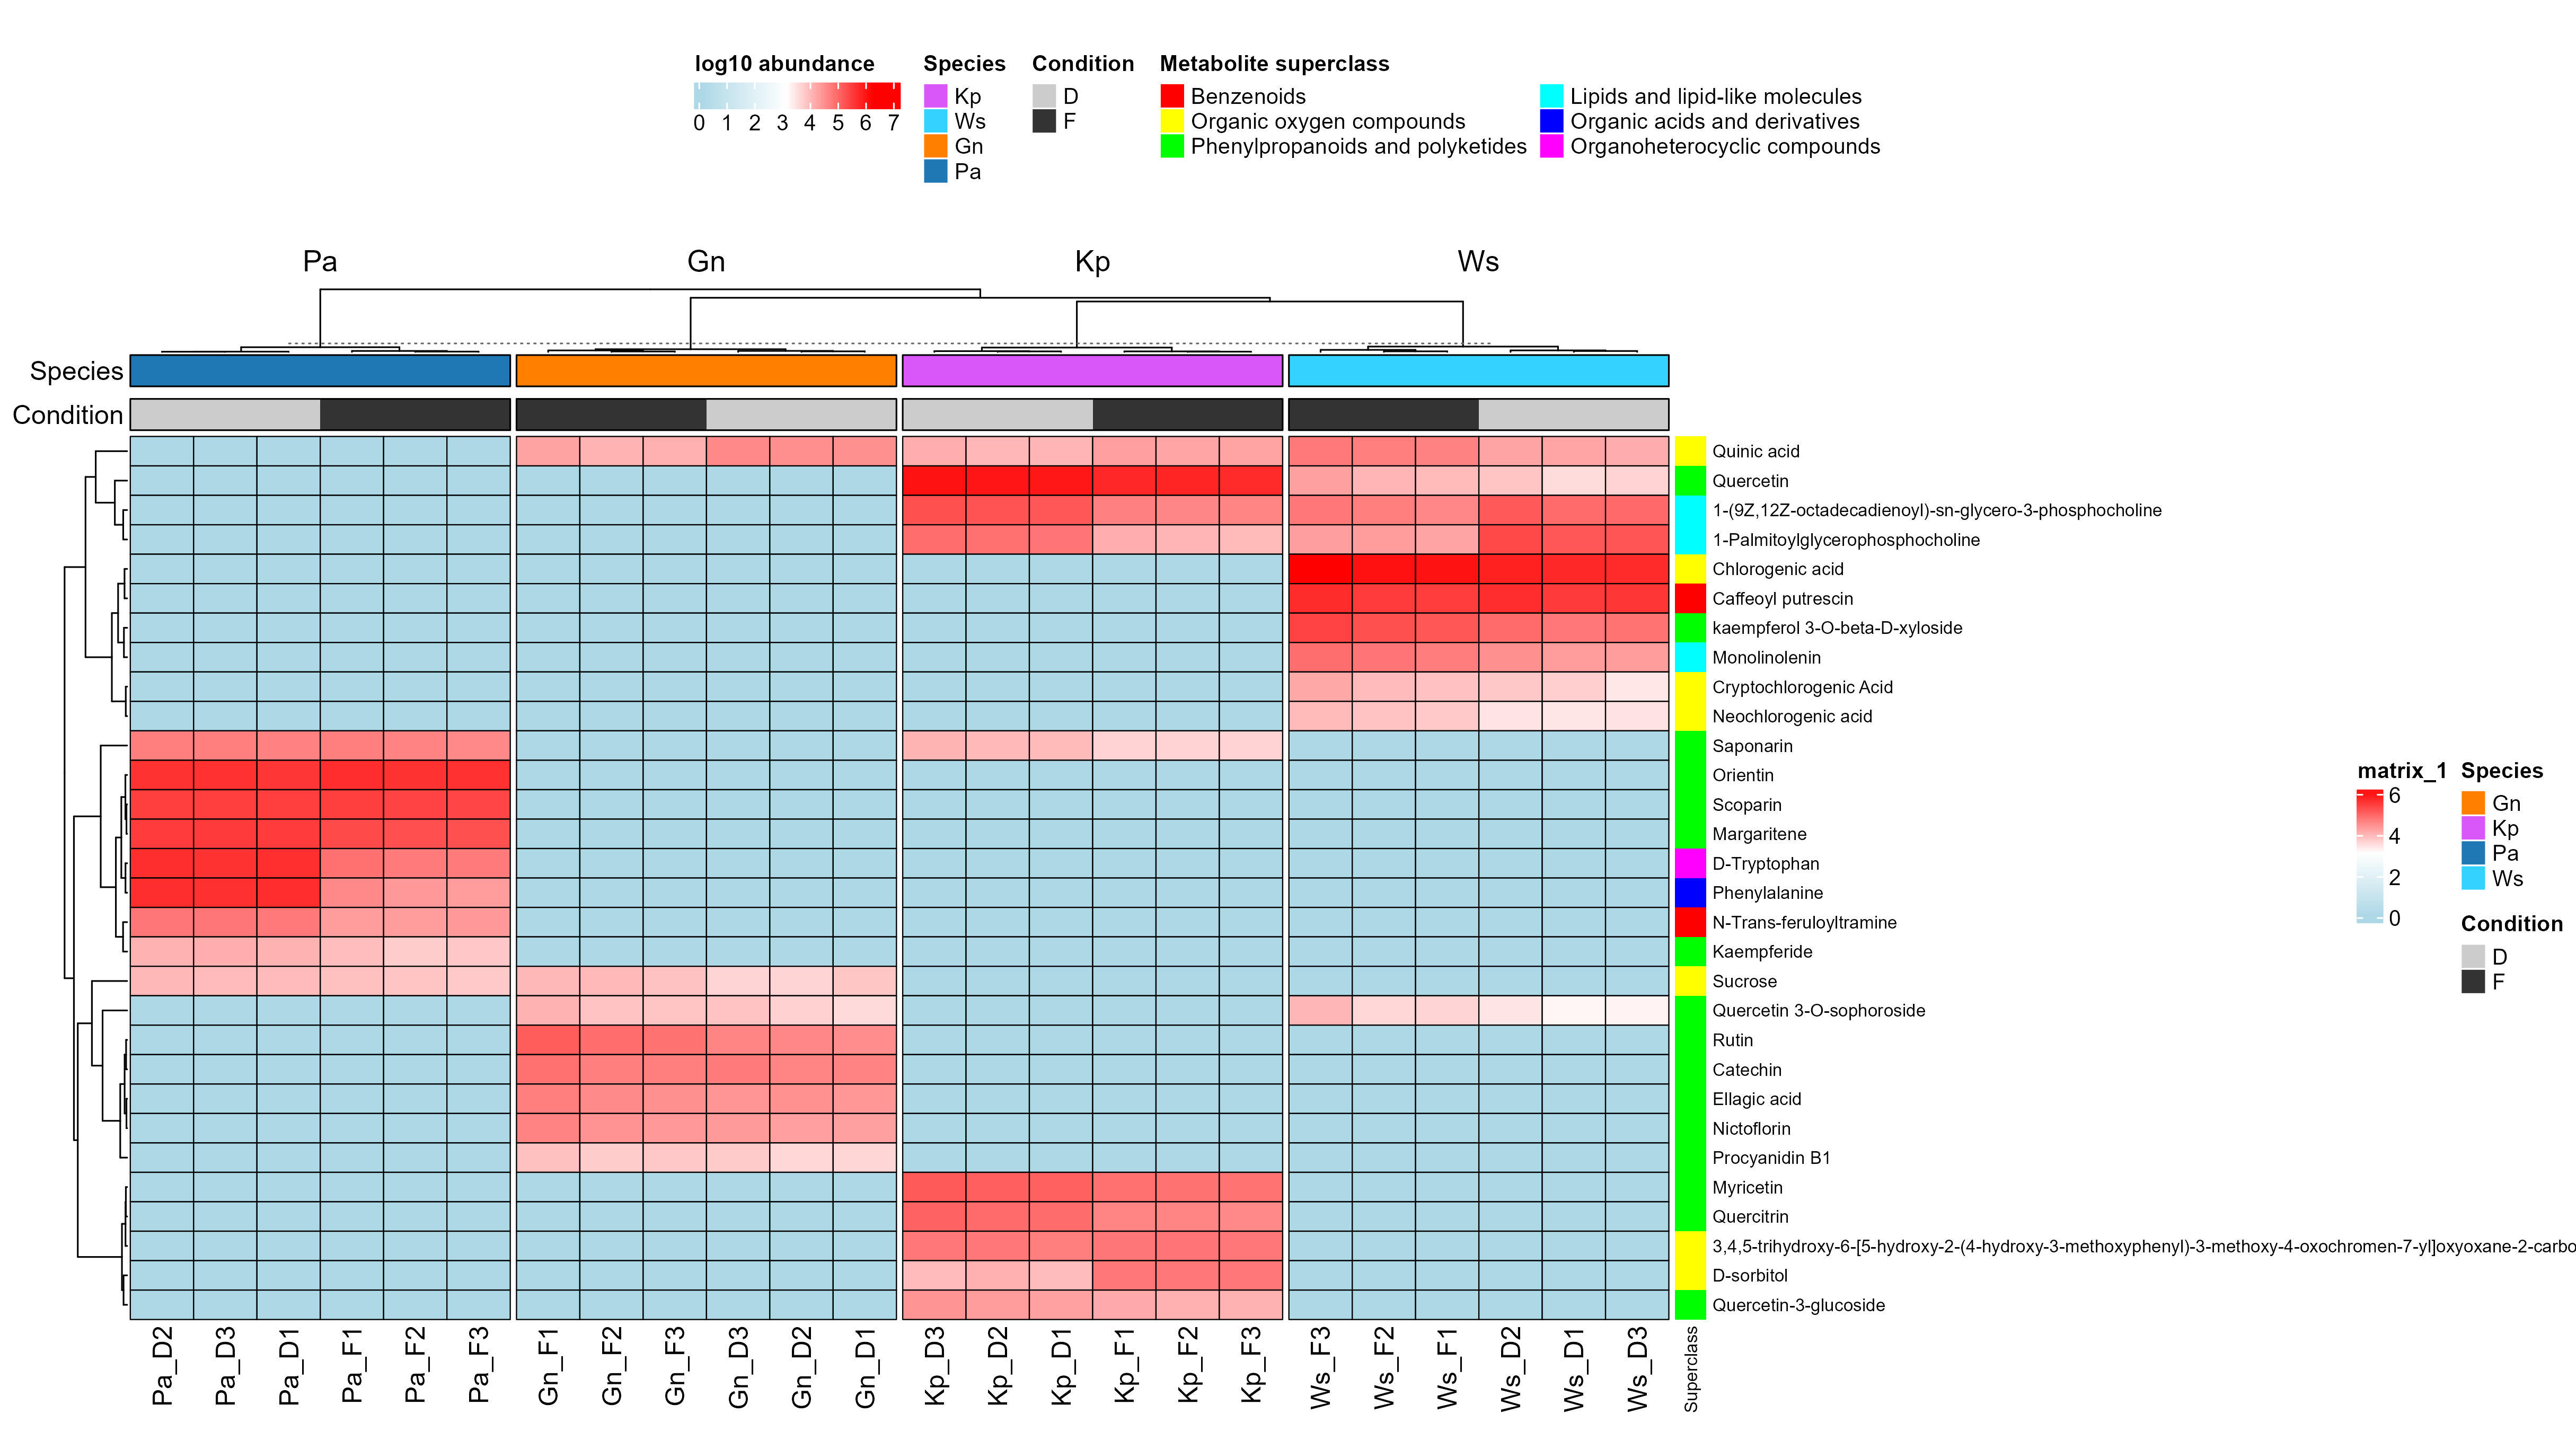 log10 abundance
0 1 2 3 4 5 6 7
Species
Kp
Ws
Gn
Pa
Condition
D
F
Metabolite superclass
Benzenoids
Organic oxygen compounds
Phenylpropanoids and polyketides
Lipids and lipid-like molecules
Organic acids and derivatives
Organoheterocyclic compounds
Pa Gn Kp Ws
Species
Condition
Quinic acid
Quercetin
1-(9Z,12Z-octadecadienoyl)-sn-glycero-3-phosphocholine
1-Palmitoylglycerophosphocholine
Chlorogenic acid
Caffeoyl putrescin
kaempferol 3-O-beta-D-xyloside
Monolinolenin
Cryptochlorogenic Acid
Neochlorogenic acid
Saponarin
Orientin
Scoparin
Margaritene
D-Tryptophan
Phenylalanine
N-Trans-feruloyltramine
Kaempferide
Sucrose
Quercetin 3-O-sophoroside
Rutin
Catechin
Ellagic acid
Nictoflorin
Procyanidin B1
Myricetin
Quercitrin
3,4,5-trihydroxy-6-[5-hydroxy-2-(4-hydroxy-3-methoxyphenyl)-3-methoxy-4-oxochromen-7-yl]oxyoxane-2-carbo
D-sorbitol
Quercetin-3-glucoside
Pa_D2 Pa_D3 Pa_D1 Pa_F1 Pa_F2 Pa_F3 Gn_F1 Gn_F2 Gn_F3 Gn_D3 Gn_D2 Gn_D1 Kp_D3 Kp_D2 Kp_D1 Kp_F1 Kp_F2 Kp_F3 Ws_F3 Ws_F2 Ws_F1 Ws_D2 Ws_D1 Ws_D3 Superclass
matrix_1
6
4
2
0
Species
Gn
Kp
Pa
Ws
Condition
D
F